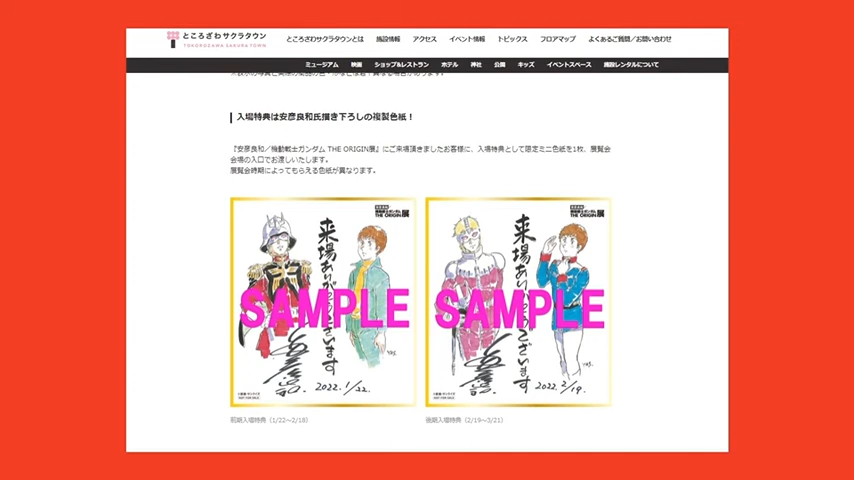 ところざわサクラタウン
TOKOROZAWA SAKURA TOWN
ところざわサクラタウンとは 施設情報 アクセス イベント情報 トピックス フロアマップ よくあるご質問／お問い合わせ
ミュージアム 映画 ショップ&レストラン ホテル 神社 公園 キッズ イベントスペース 施設レンタルについて
入場特典は安彦良和氏描き下ろしの複製色紙！
『安彦良和／機動戦士ガンダム THE ORIGIN展』にご来場頂きましたお客様に、入場特典として限定ミニ色紙を1枚、展覧会
会場の入口でお渡しいたします。
展覧会時期によってもらえる色紙が異なります。
機動戦士ガンダム
THE ORIGIN展
来場ありがとうございます
SAMPLE
2022.1/22.
機動戦士ガンダム
THE ORIGIN展
来場ありがとうございます
SAMPLE
2022.2/19.
前期入場特典（1/22～2/18）
後期入場特典（2/19～3/21）